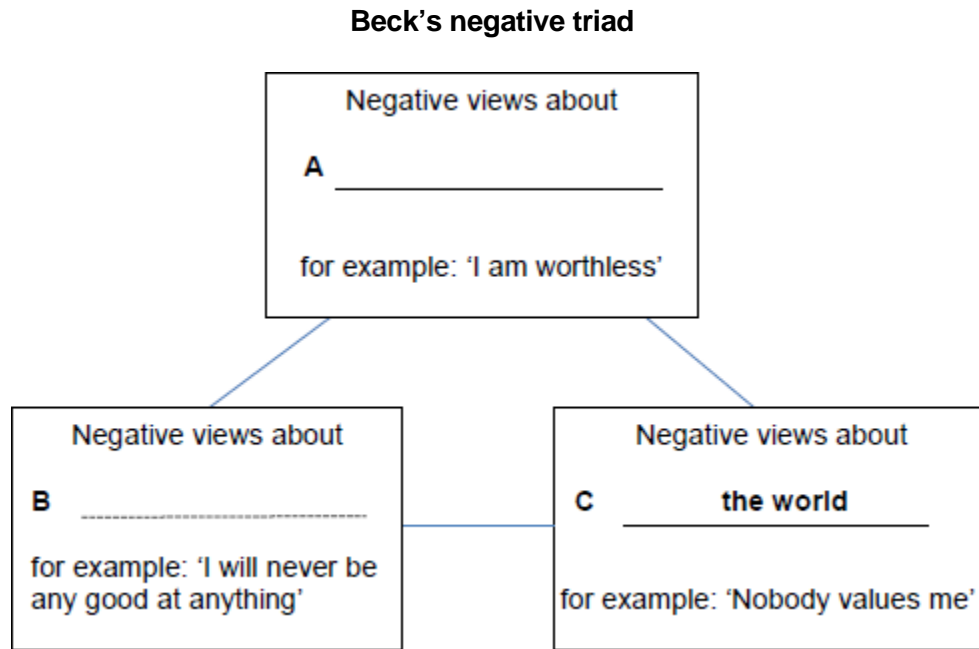 Beck’s negative triad
Negative views about
A
for example: ‘I am worthless’
Negative views about
B
for example: ‘I will never be
any good at anything’
Negative views about
C the world
for example: ‘Nobody values me’